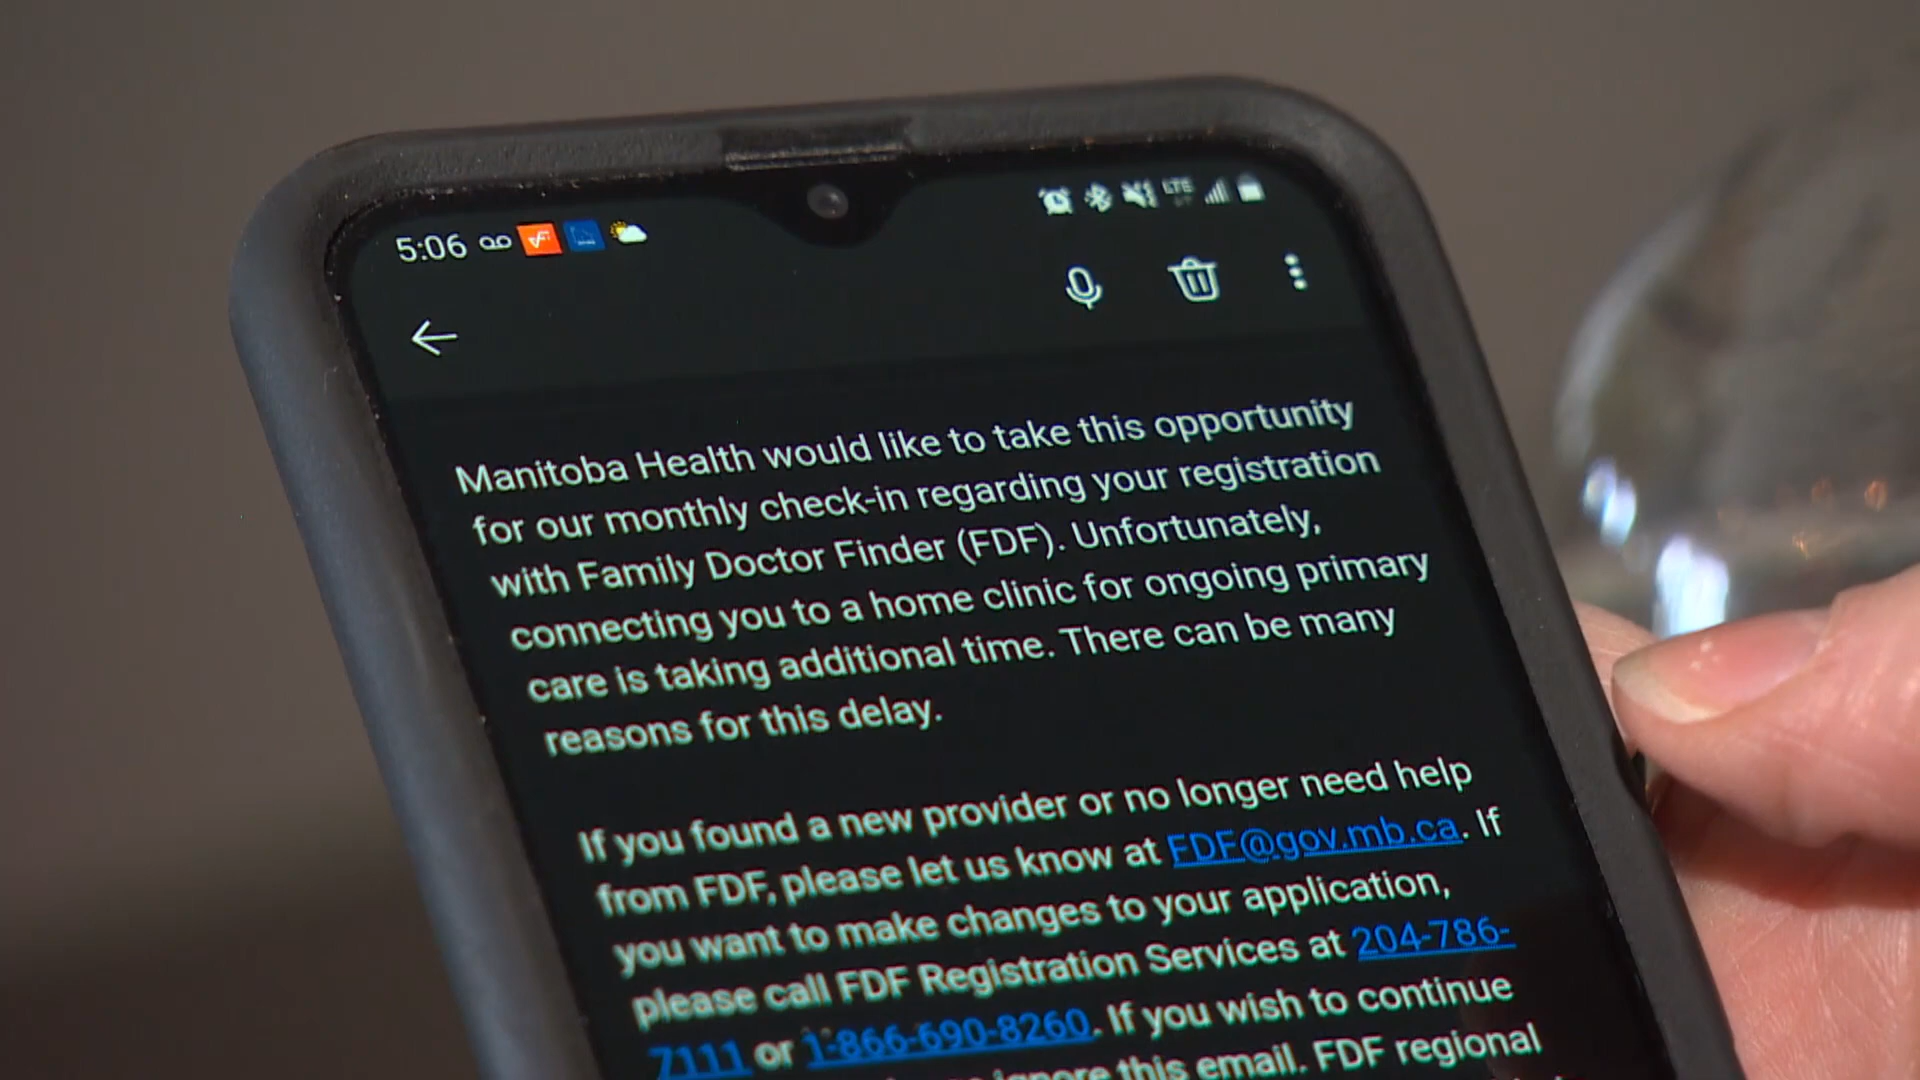 5:06
LTE
Manitoba Health would like to take this opportunity
for our monthly check-in regarding your registration
with Family Doctor Finder (FDF). Unfortunately,
connecting you to a home clinic for ongoing primary
care is taking additional time. There can be many
reasons for this delay.
If you found a new provider or no longer need help
from FDF, please let us know at FDF@gov.mb.ca. If
you want to make changes to your application,
please call FDF Registration Services at 204-786-
7111 or 1-866-690-8260. If you wish to continue
ignore this email. FDF regional